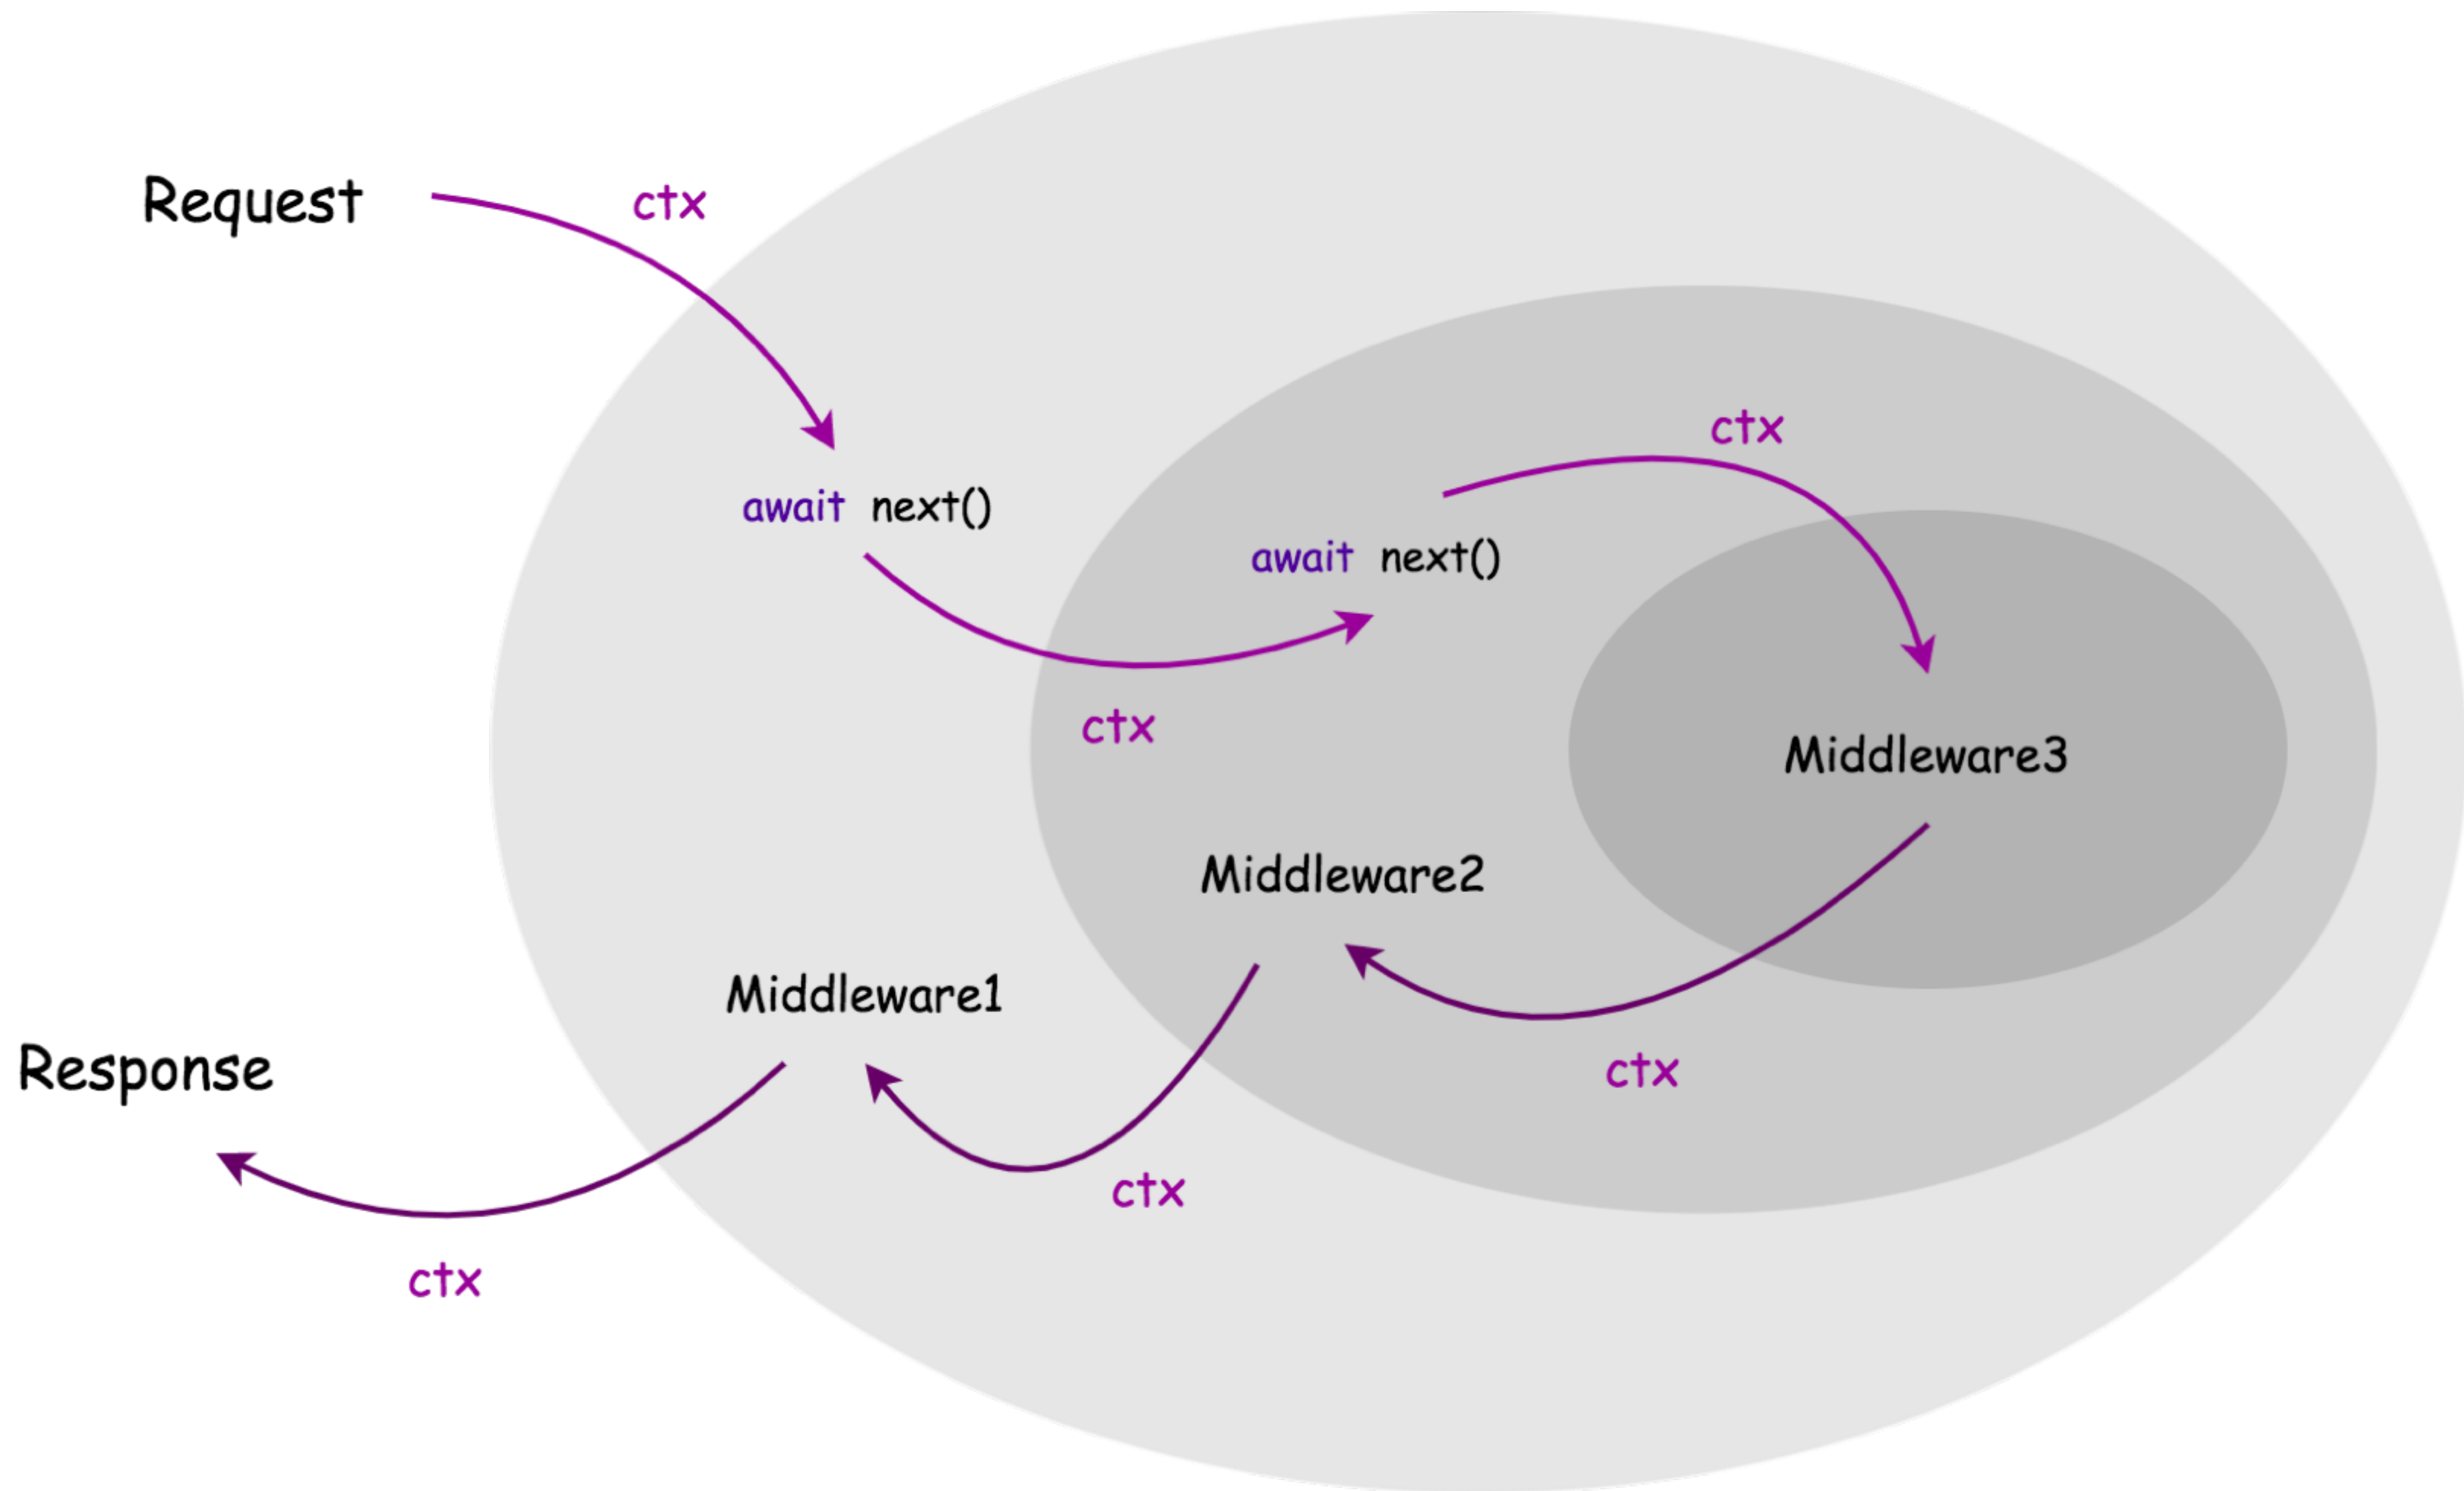 Request
ctx
await next()
ctx
await next()
ctx
Middleware3
ctx
Middleware2
ctx
Middleware1
ctx
Response